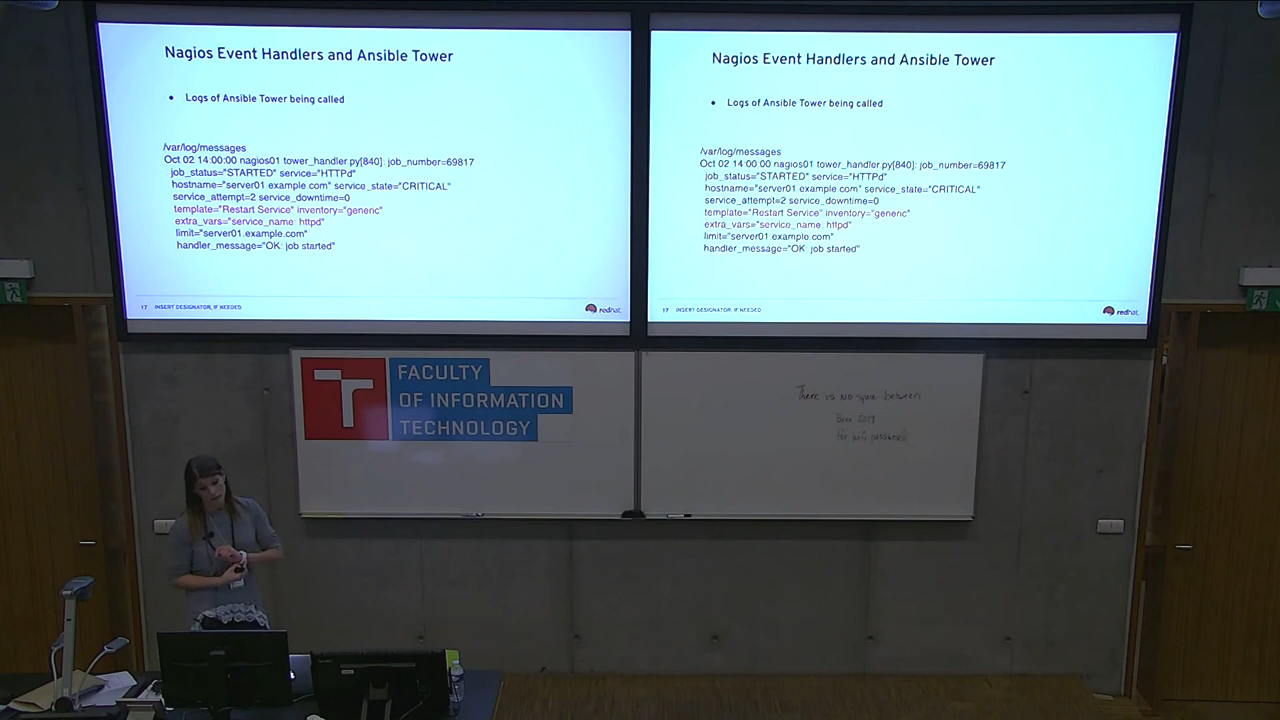 Nagios Event Handlers and Ansible Tower
• Logs of Ansible Tower being called
/var/log/messages
Oct 02 14:00:00 nagios01 tower_handler.py[840]: job_number=69817
job_status="STARTED" service="HTTPd"
hostname="server01.example.com" service_state="CRITICAL"
service_attempt=2 service_downtime=0
template="Restart Service" inventory="generic"
extra_vars="service_name: httpd"
limit="server01.example.com"
handler_message="OK: job started"
17 INSERT DESIGNATOR, IF NEEDED
redhat
Nagios Event Handlers and Ansible Tower
• Logs of Ansible Tower being called
/var/log/messages
Oct 02 14:00:00 nagios01 tower_handler.py[840]: job_number=69817
job_status="STARTED" service="HTTPd"
hostname="server01.example.com" service_state="CRITICAL"
service_attempt=2 service_downtime=0
template="Restart Service" inventory="generic"
extra_vars="service_name: httpd"
limit="server01.example.com"
handler_message="OK: job started"
17 INSERT DESIGNATOR, IF NEEDED
redhat
FACULTY
OF INFORMATION
TECHNOLOGY
There is NO space between
2019
for wifi password